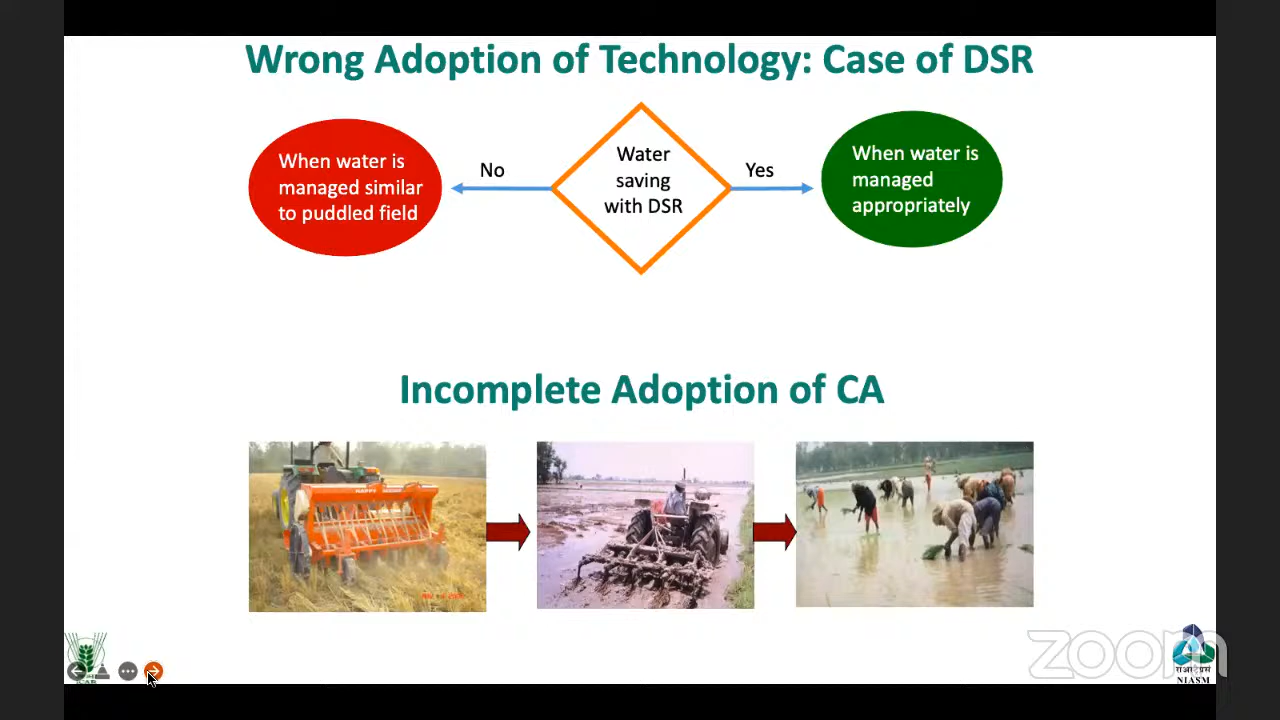 Wrong Adoption of Technology: Case of DSR
When water is
managed similar
to puddled field
No
Water
saving
with DSR
Yes
When water is
managed
appropriately
Incomplete Adoption of CA
HAPPY
zoom
NIASM